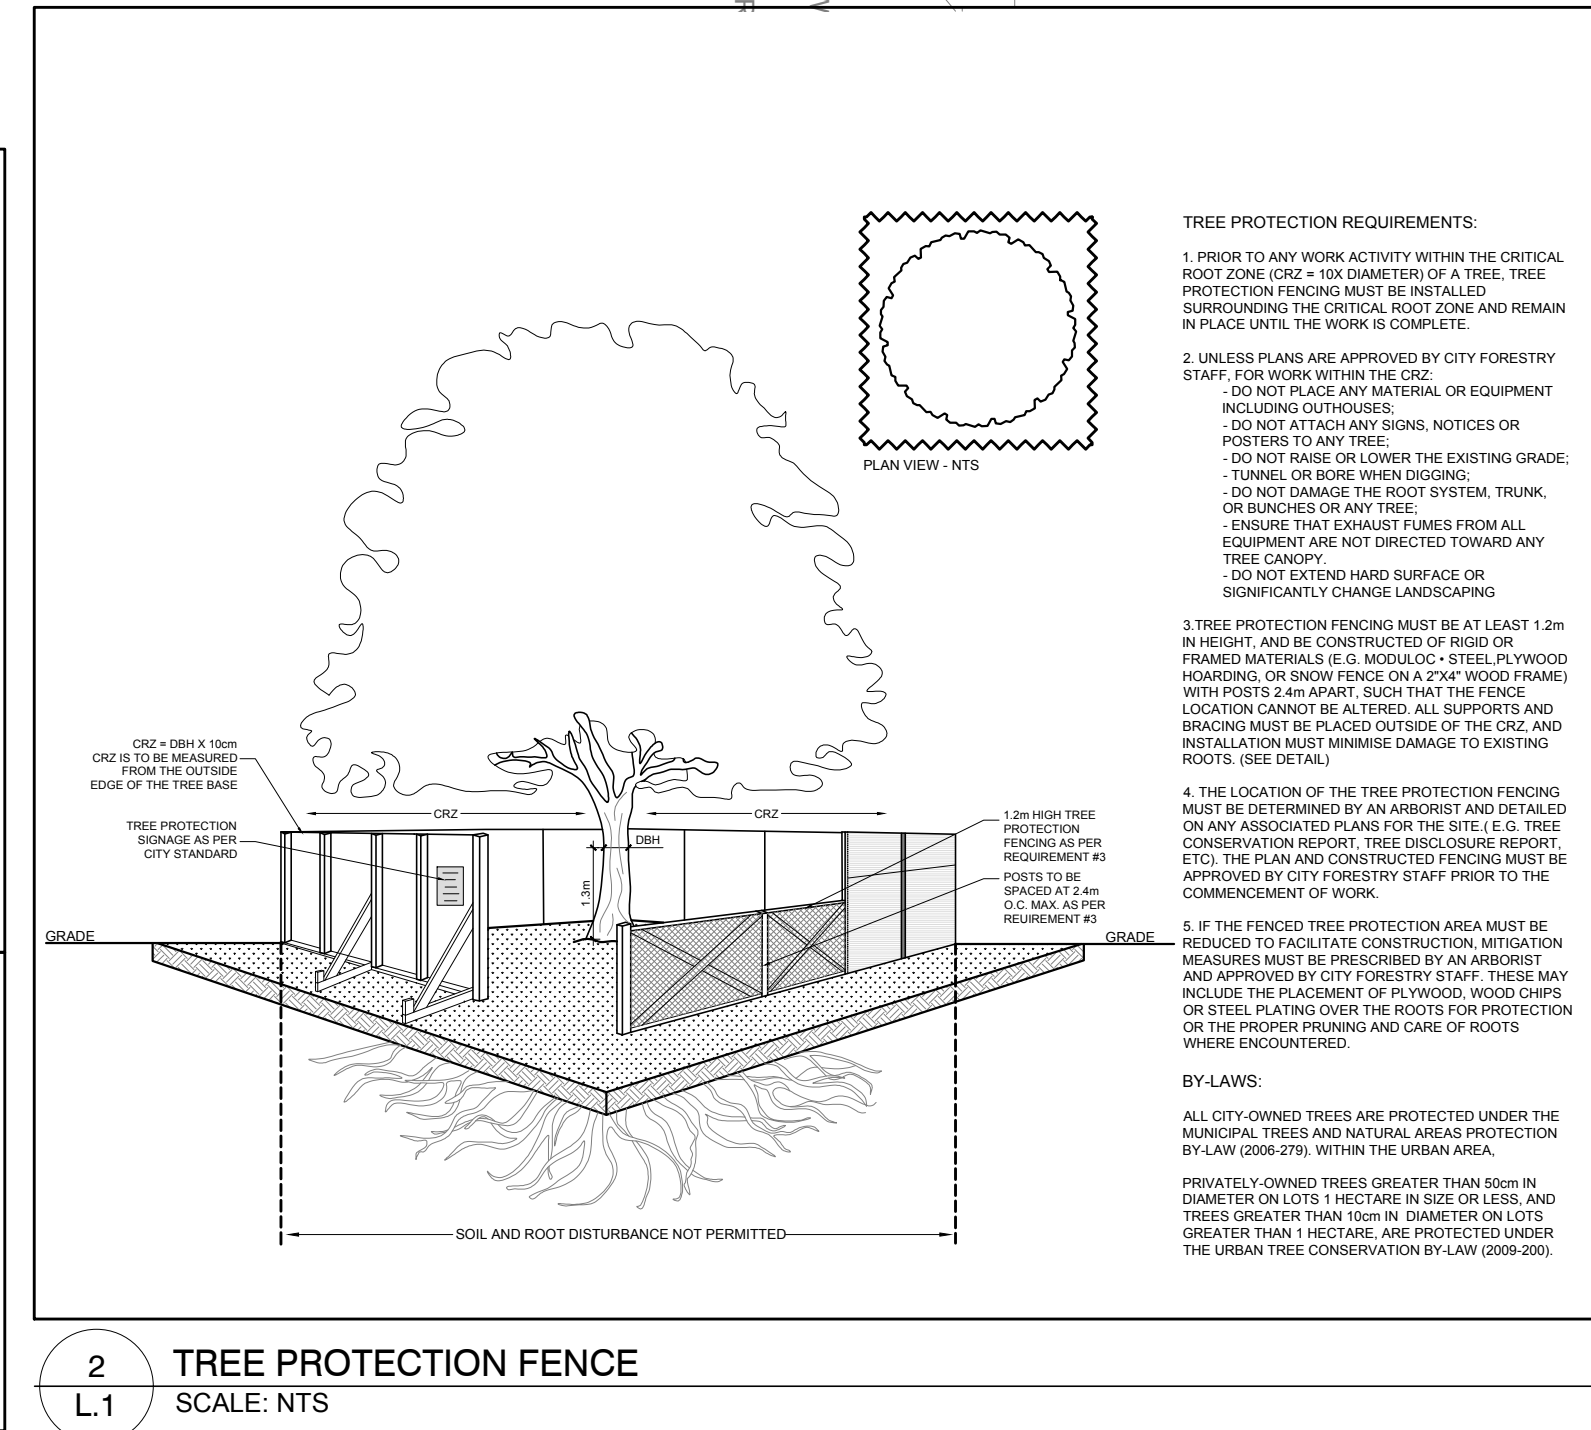 TREE PROTECTION REQUIREMENTS:
1. PRIOR TO ANY WORK ACTIVITY WITHIN THE CRITICAL
ROOT ZONE (CRZ = 10X DIAMETER) OF A TREE, TREE
PROTECTION FENCING MUST BE INSTALLED
SURROUNDING THE CRITICAL ROOT ZONE AND REMAIN
IN PLACE UNTIL THE WORK IS COMPLETE.
2. UNLESS PLANS ARE APPROVED BY CITY FORESTRY
STAFF, FOR WORK WITHIN THE CRZ:
- DO NOT PLACE ANY MATERIAL OR EQUIPMENT
INCLUDING OUTHOUSES;
- DO NOT ATTACH ANY SIGNS, NOTICES OR
POSTERS TO ANY TREE;
- DO NOT RAISE OR LOWER THE EXISTING GRADE;
- TUNNEL OR BORE WHEN DIGGING;
- DO NOT DAMAGE THE ROOT SYSTEM, TRUNK,
OR BUNCHES OR ANY TREE;
- ENSURE THAT EXHAUST FUMES FROM ALL
EQUIPMENT ARE NOT DIRECTED TOWARD ANY
TREE CANOPY.
- DO NOT EXTEND HARD SURFACE OR
SIGNIFICANTLY CHANGE LANDSCAPING
3.TREE PROTECTION FENCING MUST BE AT LEAST 1.2m
IN HEIGHT, AND BE CONSTRUCTED OF RIGID OR
FRAMED MATERIALS (E.G. MODULOC • STEEL,PLYWOOD
HOARDING, OR SNOW FENCE ON A 2"X4" WOOD FRAME)
WITH POSTS 2.4m APART, SUCH THAT THE FENCE
LOCATION CANNOT BE ALTERED. ALL SUPPORTS AND
BRACING MUST BE PLACED OUTSIDE OF THE CRZ, AND
INSTALLATION MUST MINIMISE DAMAGE TO EXISTING
ROOTS. (SEE DETAIL)
4. THE LOCATION OF THE TREE PROTECTION FENCING
MUST BE DETERMINED BY AN ARBORIST AND DETAILED
ON ANY ASSOCIATED PLANS FOR THE SITE.( E.G. TREE
CONSERVATION REPORT, TREE DISCLOSURE REPORT,
ETC). THE PLAN AND CONSTRUCTED FENCING MUST BE
APPROVED BY CITY FORESTRY STAFF PRIOR TO THE
COMMENCEMENT OF WORK.
5. IF THE FENCED TREE PROTECTION AREA MUST BE
REDUCED TO FACILITATE CONSTRUCTION, MITIGATION
MEASURES MUST BE PRESCRIBED BY AN ARBORIST
AND APPROVED BY CITY FORESTRY STAFF. THESE MAY
INCLUDE THE PLACEMENT OF PLYWOOD, WOOD CHIPS
OR STEEL PLATING OVER THE ROOTS FOR PROTECTION
OR THE PROPER PRUNING AND CARE OF ROOTS
WHERE ENCOUNTERED.
BY-LAWS:
ALL CITY-OWNED TREES ARE PROTECTED UNDER THE
MUNICIPAL TREES AND NATURAL AREAS PROTECTION
BY-LAW (2006-279). WITHIN THE URBAN AREA,
PRIVATELY-OWNED TREES GREATER THAN 50cm IN
DIAMETER ON LOTS 1 HECTARE IN SIZE OR LESS, AND
TREES GREATER THAN 10cm IN DIAMETER ON LOTS
GREATER THAN 1 HECTARE, ARE PROTECTED UNDER
THE URBAN TREE CONSERVATION BY-LAW (2009-200).
PLAN VIEW - NTS
CRZ = DBH X 10cm
CRZ IS TO BE MEASURED
FROM THE OUTSIDE
EDGE OF THE TREE BASE
TREE PROTECTION
SIGNAGE AS PER
CITY STANDARD
CRZ
CRZ
DBH
1.3m
1.2m HIGH TREE
PROTECTION
FENCING AS PER
REQUIREMENT #3
POSTS TO BE
SPACED AT 2.4m
O.C. MAX. AS PER
REUIREMENT #3
GRADE
GRADE
SOIL AND ROOT DISTURBANCE NOT PERMITTED
2
L.1
TREE PROTECTION FENCE
SCALE: NTS